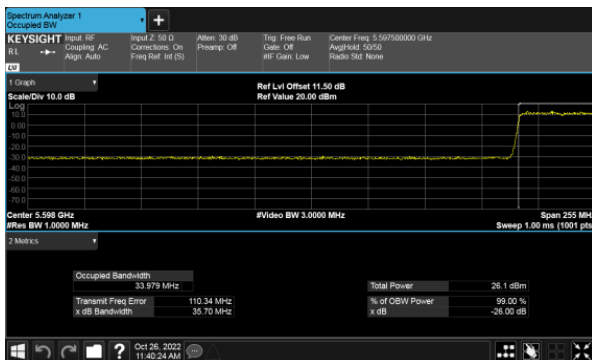 Spectrum Analyzer 1
Occupied BW
KEYSIGHT Input: RF Input Z: 50 Ω Atten: 30 dB Trig: Free Run Center Freq: 5.597500000 GHz
RL Coupling: AC Corrections: On Preamp: Off Gate: Off Avg|Hold: 50/50
Align: Auto Freq Ref: Int (S) #IF Gain: Low Radio Std: None
LXI
1 Graph Ref Lvl Offset 11.50 dB
Scale/Div 10.0 dB Ref Value 20.00 dBm
Log
10.0
0.00
-10.0
-20.0
-30.0
-40.0
-50.0
-60.0
-70.0
Center 5.598 GHz #Video BW 3.0000 MHz Span 255 MHz
#Res BW 1.0000 MHz Sweep 1.00 ms (1001 pts)
2 Metrics
Occupied Bandwidth
33.979 MHz Total Power 26.1 dBm
Transmit Freq Error 110.34 MHz % of OBW Power 99.00 %
x dB Bandwidth 35.70 MHz x dB -26.00 dB
Oct 26, 2022
11:40:24 AM